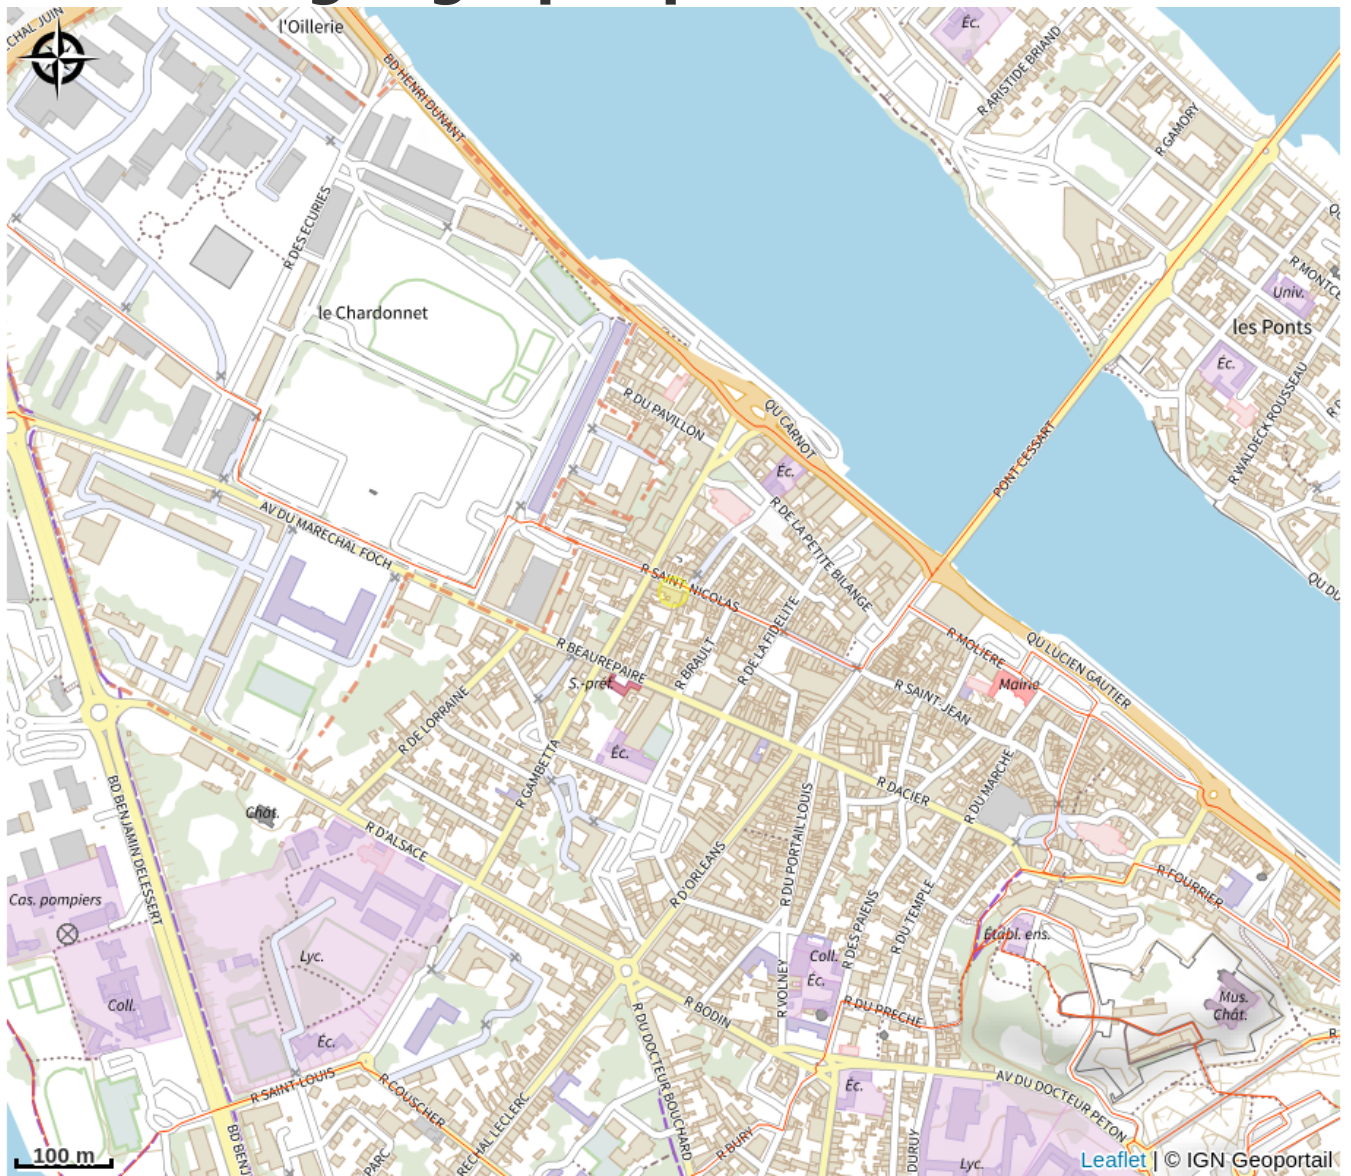 l'Oillerie
BD HENRI DUNANT
Éc.
R ARISTIDE BRIAND
R GAMORY
R DES ECURIES
le Chardonnet
Univ.
les Ponts
Éc.
R WALDECK ROUSSEAU
R DU PAVILLON
QU CARNOT
PONT CESSART
Éc.
R DE LA PETITE BILANGE
AV DU MARECHAL FOCH
R SAINT-NICOLAS
R DE LA FIDELITE
R BEAUREPAIRE
R BRAULT
S.-préf.
R MOLIERE
QU LUCIEN GAUTIER
Mairie
R SAINT-JEAN
R DE LORRAINE
R GAMBETTA
Éc.
R DACIER
R DU MARCHE
BD BENJAMIN DELESSERT
Chât.
R D'ALSACE
R D'ORLEANS
R DU PORTAIL LOUIS
R FOURRIER
Cas. pompiers
R DES PAIENS
R DU TEMPLE
Établ. ens.
Lyc.
Coll.
Éc.
Coll.
R VOLNEY
R BODIN
R DU PRECHE
Mus.
Chât.
Éc.
R SAINT-LOUIS
R COUSCHER
R DU DOCTEUR BOUCHARD
Éc.
AV DU DOCTEUR PETON
R BURY
Lyc.
100 m
Leaflet | © IGN Geoportail